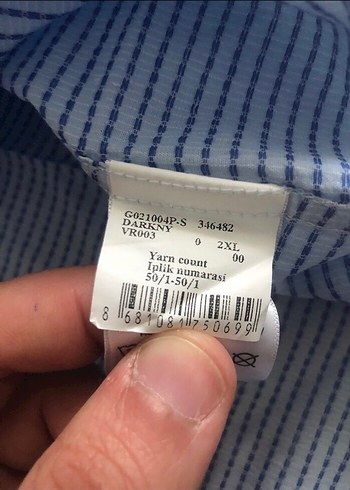 G021004P-S 346482
DARKNY
VR003 0 2XL
00
Yarn count
Iplik numarasi
50/1-50/1
8 681081 750699